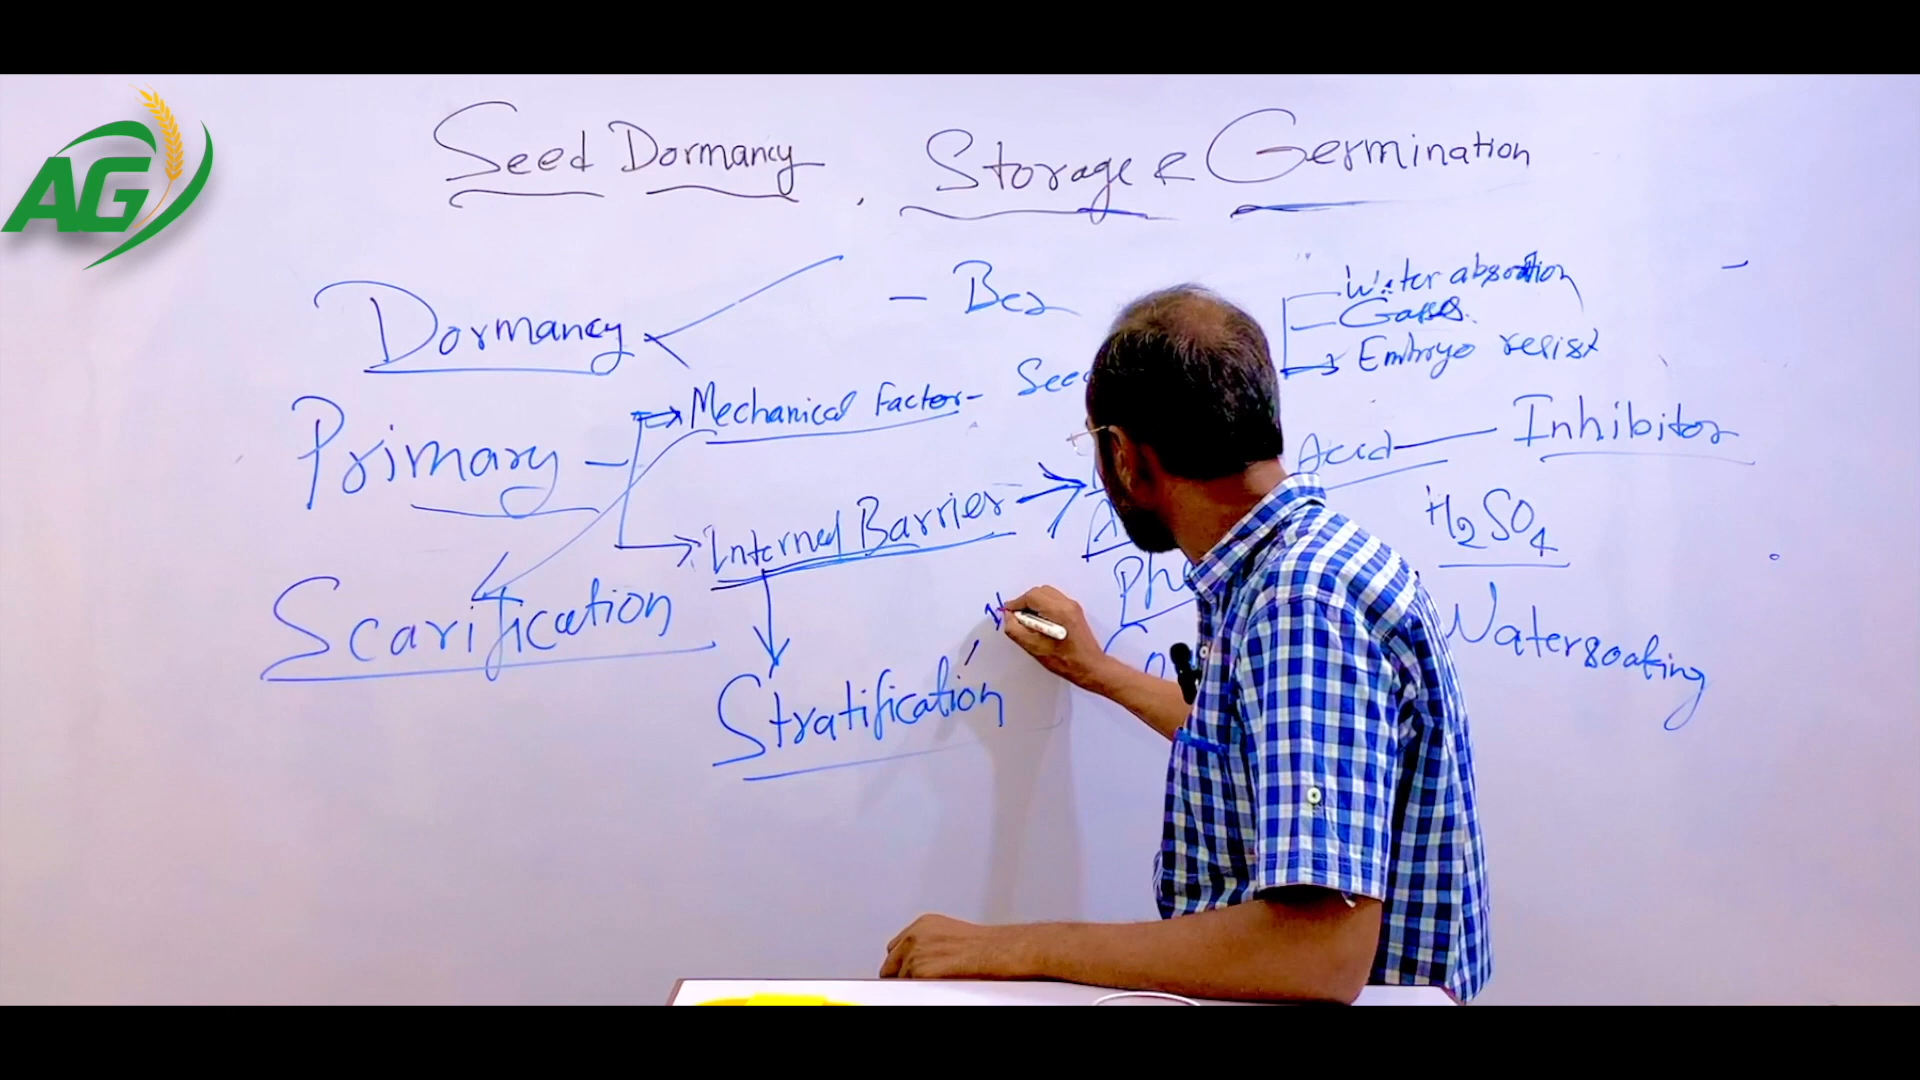 AG
Seed Dormancy, Storage & Germination
Dormancy
Water absorption
Gases
Embryo resist
Primary
Mechanical Factor -
Acid
Inhibitor
Internal Barrier
H2SO4
Scarification
Watersoaking
Stratification